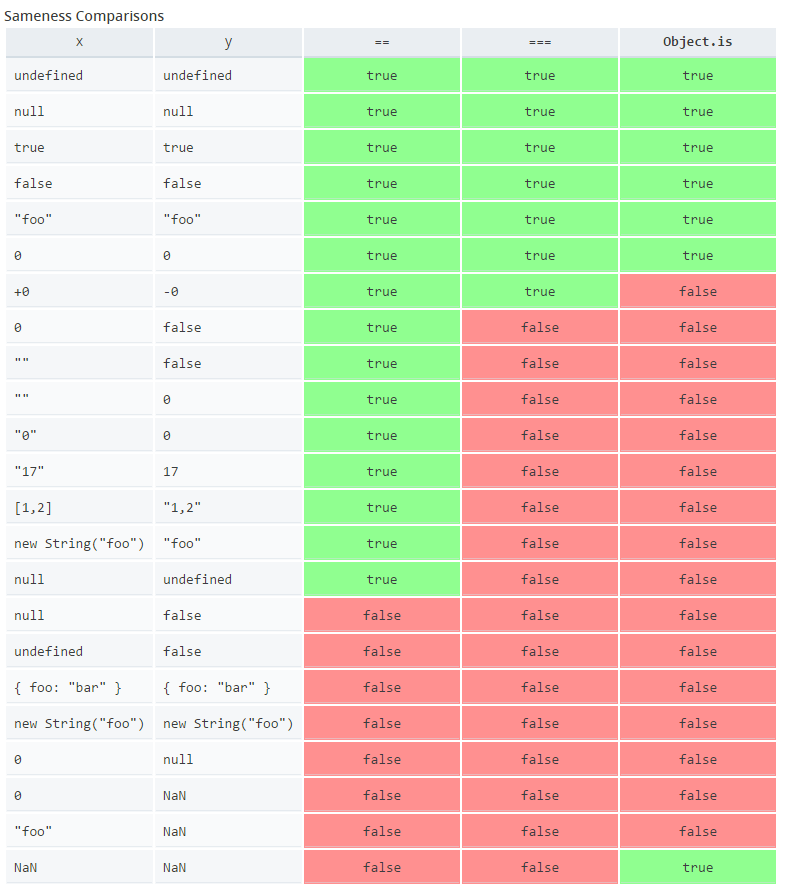 Sameness Comparisons
x y == === Object.is
undefined undefined true true true
null null true true true
true true true true true
false false true true true
"foo" "foo" true true true
0 0 true true true
+0 -0 true true false
0 false true false false
"" false true false false
"" 0 true false false
"0" 0 true false false
"17" 17 true false false
[1,2] "1,2" true false false
new String("foo") "foo" true false false
null undefined true false false
null false false false false
undefined false false false false
{ foo: "bar" } { foo: "bar" } false false false
new String("foo") new String("foo") false false false
0 null false false false
0 NaN false false false
"foo" NaN false false false
NaN NaN false false true